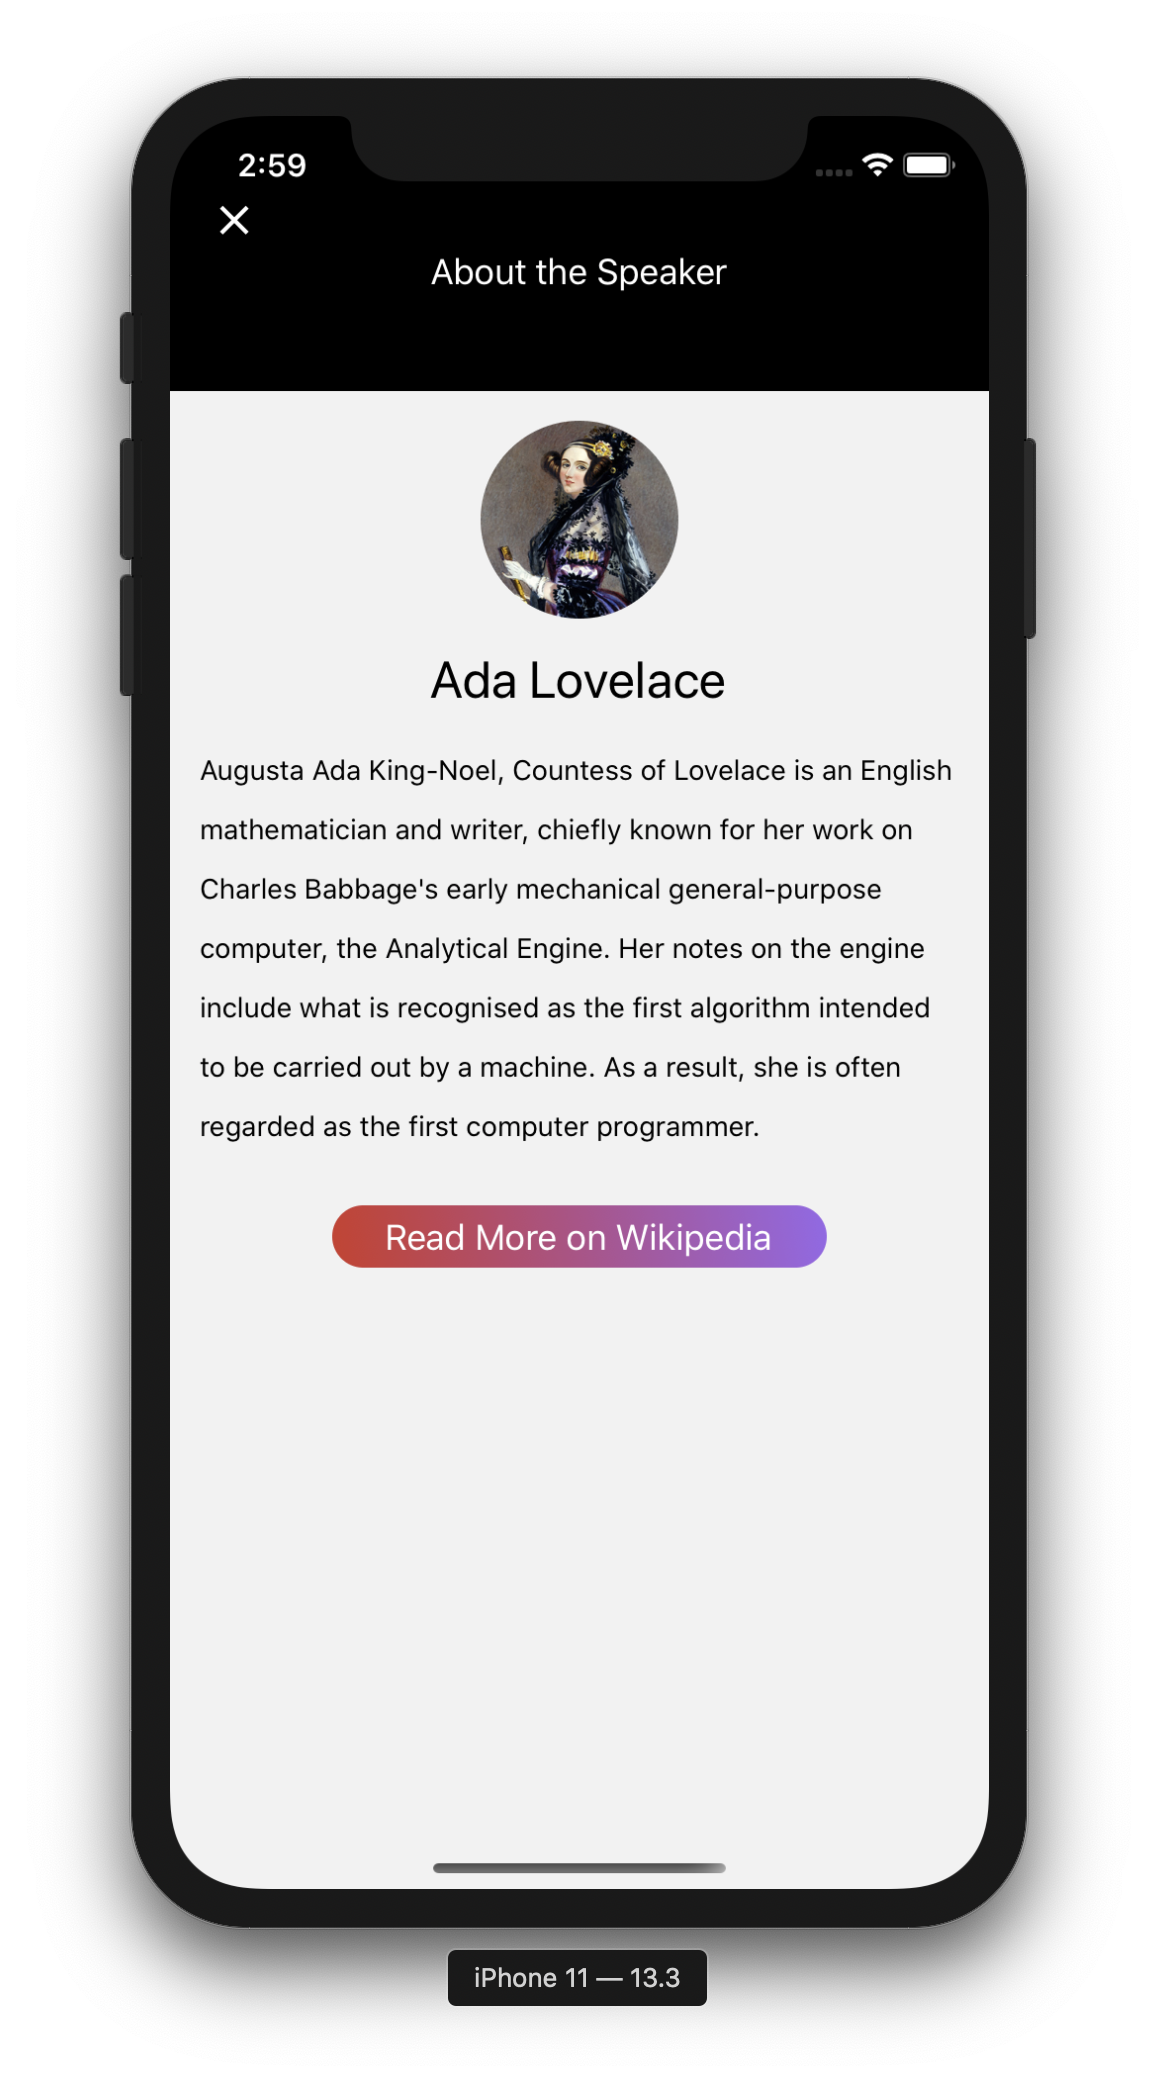 2:59
About the Speaker
Ada Lovelace
Augusta Ada King-Noel, Countess of Lovelace is an English
mathematician and writer, chiefly known for her work on
Charles Babbage's early mechanical general-purpose
computer, the Analytical Engine. Her notes on the engine
include what is recognised as the first algorithm intended
to be carried out by a machine. As a result, she is often
regarded as the first computer programmer.
Read More on Wikipedia
iPhone 11 — 13.3